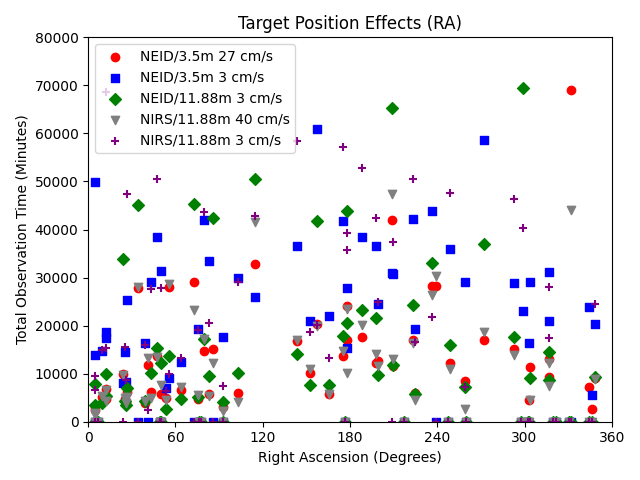 Target Position Effects (RA)
80000
70000
60000
50000
40000
30000
20000
10000
0
Total Observation Time (Minutes)
NEID/3.5m 27 cm/s
NEID/3.5m 3 cm/s
NEID/11.88m 3 cm/s
NIRS/11.88m 40 cm/s
NIRS/11.88m 3 cm/s
0 60 120 180 240 300 360
Right Ascension (Degrees)